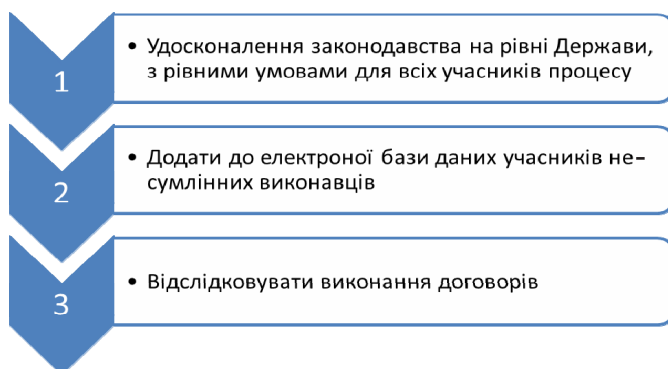 1
• Удосконалення законодавства на рівні Держави,
з рівними умовами для всіх учасників процесу
2
• Додати до електроної бази даних учасників не-
сумлінних виконавців
3
• Відслідковувати виконання договорів